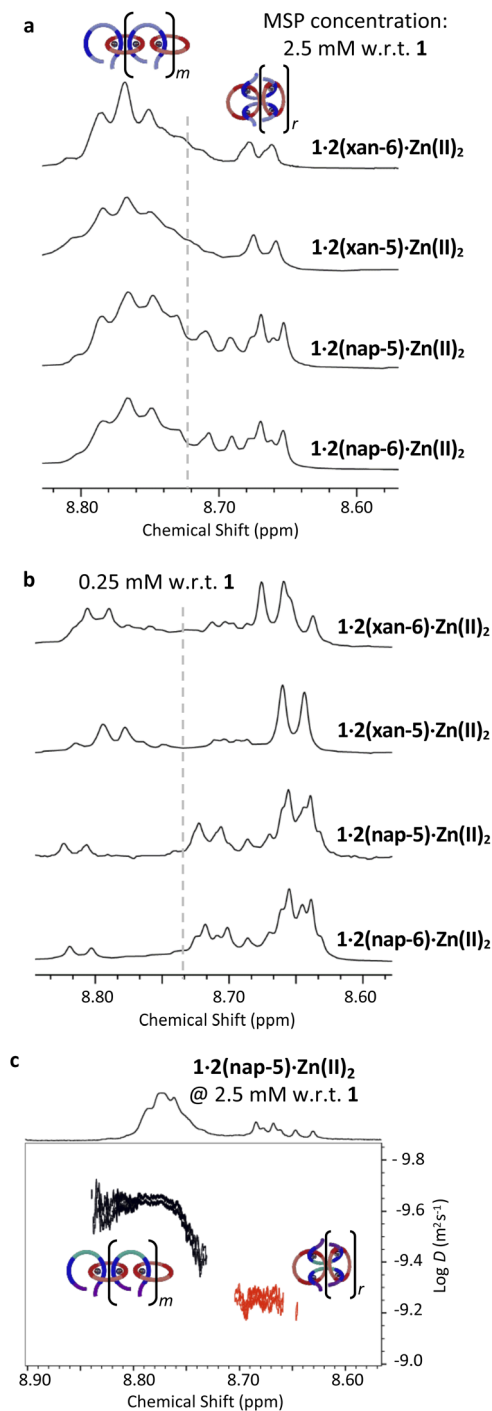 a
MSP concentration:
2.5 mM w.r.t. 1
m
r
1·2(xan-6)·Zn(II)₂
1·2(xan-5)·Zn(II)₂
1·2(nap-5)·Zn(II)₂
1·2(nap-6)·Zn(II)₂
8.80 8.70 8.60
Chemical Shift (ppm)
b
0.25 mM w.r.t. 1
1·2(xan-6)·Zn(II)₂
1·2(xan-5)·Zn(II)₂
1·2(nap-5)·Zn(II)₂
1·2(nap-6)·Zn(II)₂
8.80 8.70 8.60
Chemical Shift (ppm)
c
1·2(nap-5)·Zn(II)₂
@ 2.5 mM w.r.t. 1
- 9.8
-9.6
-9.4
-9.2
-9.0
Log D (m²s⁻¹)
m
r
8.90 8.80 8.70 8.60
Chemical Shift (ppm)